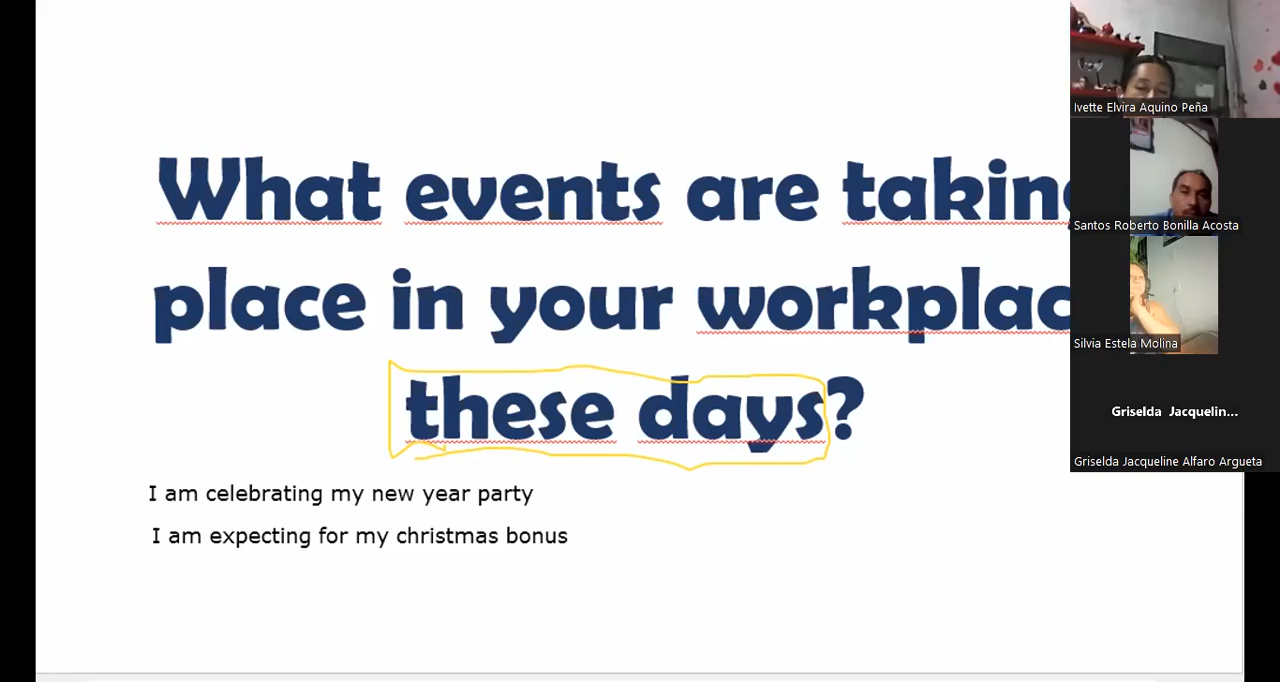 What events are taking
place in your workplac
these days?
I am celebrating my new year party
I am expecting for my christmas bonus
Ivette Elvira Aquino Peña
Santos Roberto Bonilla Acosta
Silvia Estela Molina
Griselda Jacquelin...
Griselda Jacqueline Alfaro Argueta